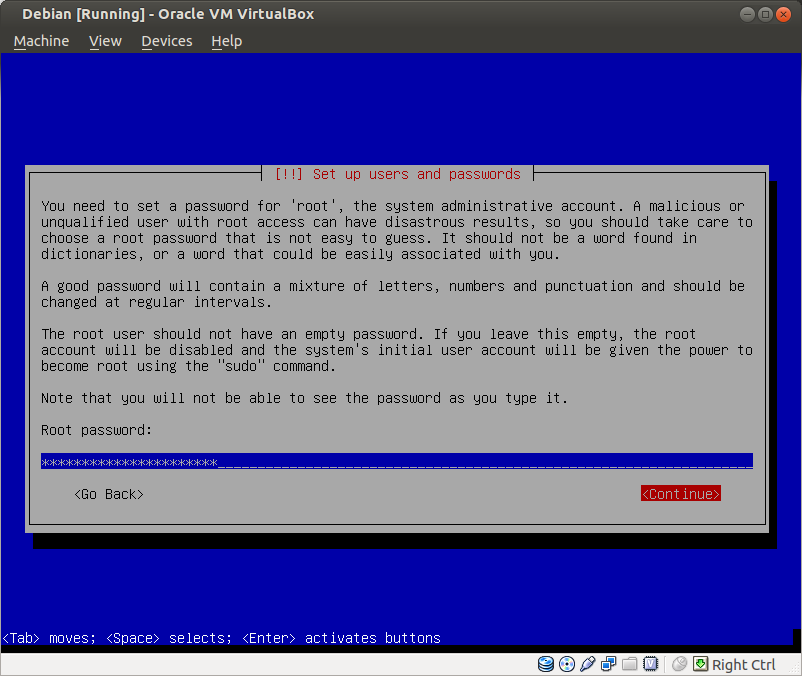 Debian [Running] - Oracle VM VirtualBox
Machine View Devices Help
[!!] Set up users and passwords
You need to set a password for 'root', the system administrative account. A malicious or
unqualified user with root access can have disastrous results, so you should take care to
choose a root password that is not easy to guess. It should not be a word found in
dictionaries, or a word that could be easily associated with you.
A good password will contain a mixture of letters, numbers and punctuation and should be
changed at regular intervals.
The root user should not have an empty password. If you leave this empty, the root
account will be disabled and the system's initial user account will be given the power to
become root using the "sudo" command.
Note that you will not be able to see the password as you type it.
Root password:
**********************
<Go Back> <Continue>
<Tab> moves; <Space> selects; <Enter> activates buttons
Right Ctrl